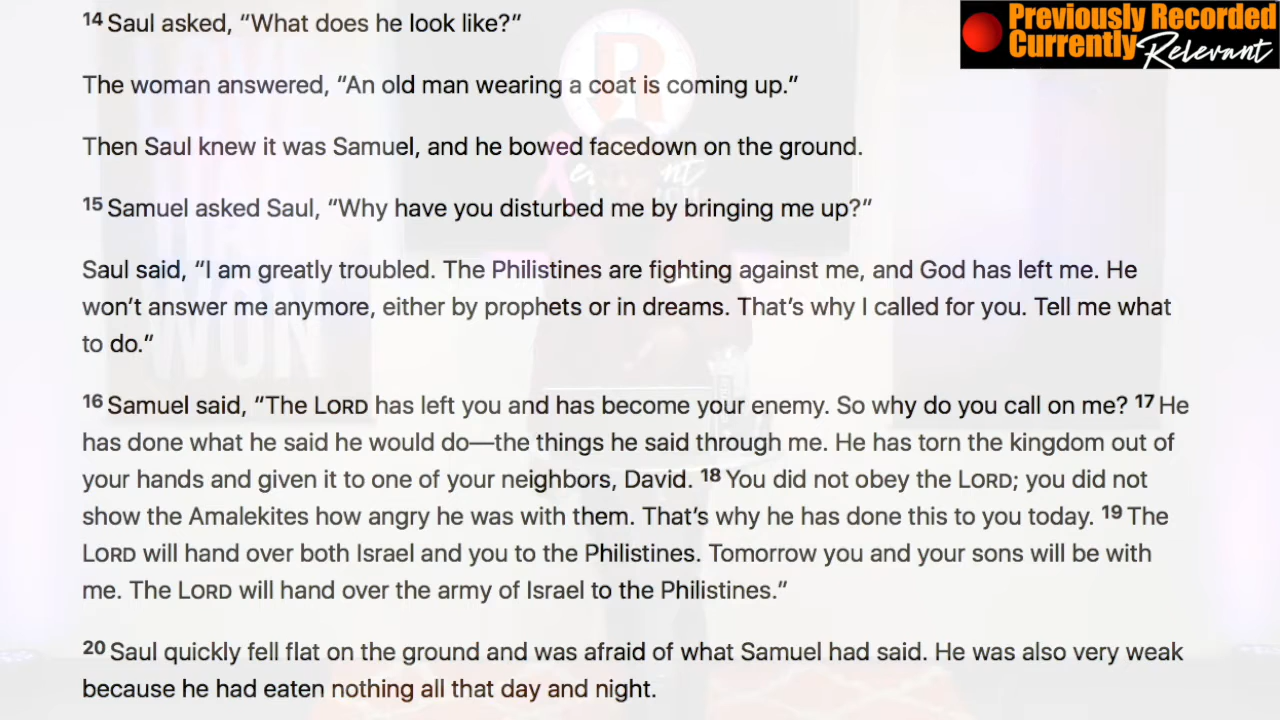 Previously Recorded
Currently Relevant
14 Saul asked, “What does he look like?”
The woman answered, “An old man wearing a coat is coming up.”
Then Saul knew it was Samuel, and he bowed facedown on the ground.
15 Samuel asked Saul, “Why have you disturbed me by bringing me up?”
Saul said, “I am greatly troubled. The Philistines are fighting against me, and God has left me. He
won’t answer me anymore, either by prophets or in dreams. That’s why I called for you. Tell me what
to do.”
16 Samuel said, “The LORD has left you and has become your enemy. So why do you call on me? 17 He
has done what he said he would do—the things he said through me. He has torn the kingdom out of
your hands and given it to one of your neighbors, David. 18 You did not obey the LORD; you did not
show the Amalekites how angry he was with them. That’s why he has done this to you today. 19 The
LORD will hand over both Israel and you to the Philistines. Tomorrow you and your sons will be with
me. The LORD will hand over the army of Israel to the Philistines.”
20 Saul quickly fell flat on the ground and was afraid of what Samuel had said. He was also very weak
because he had eaten nothing all that day and night.
WON